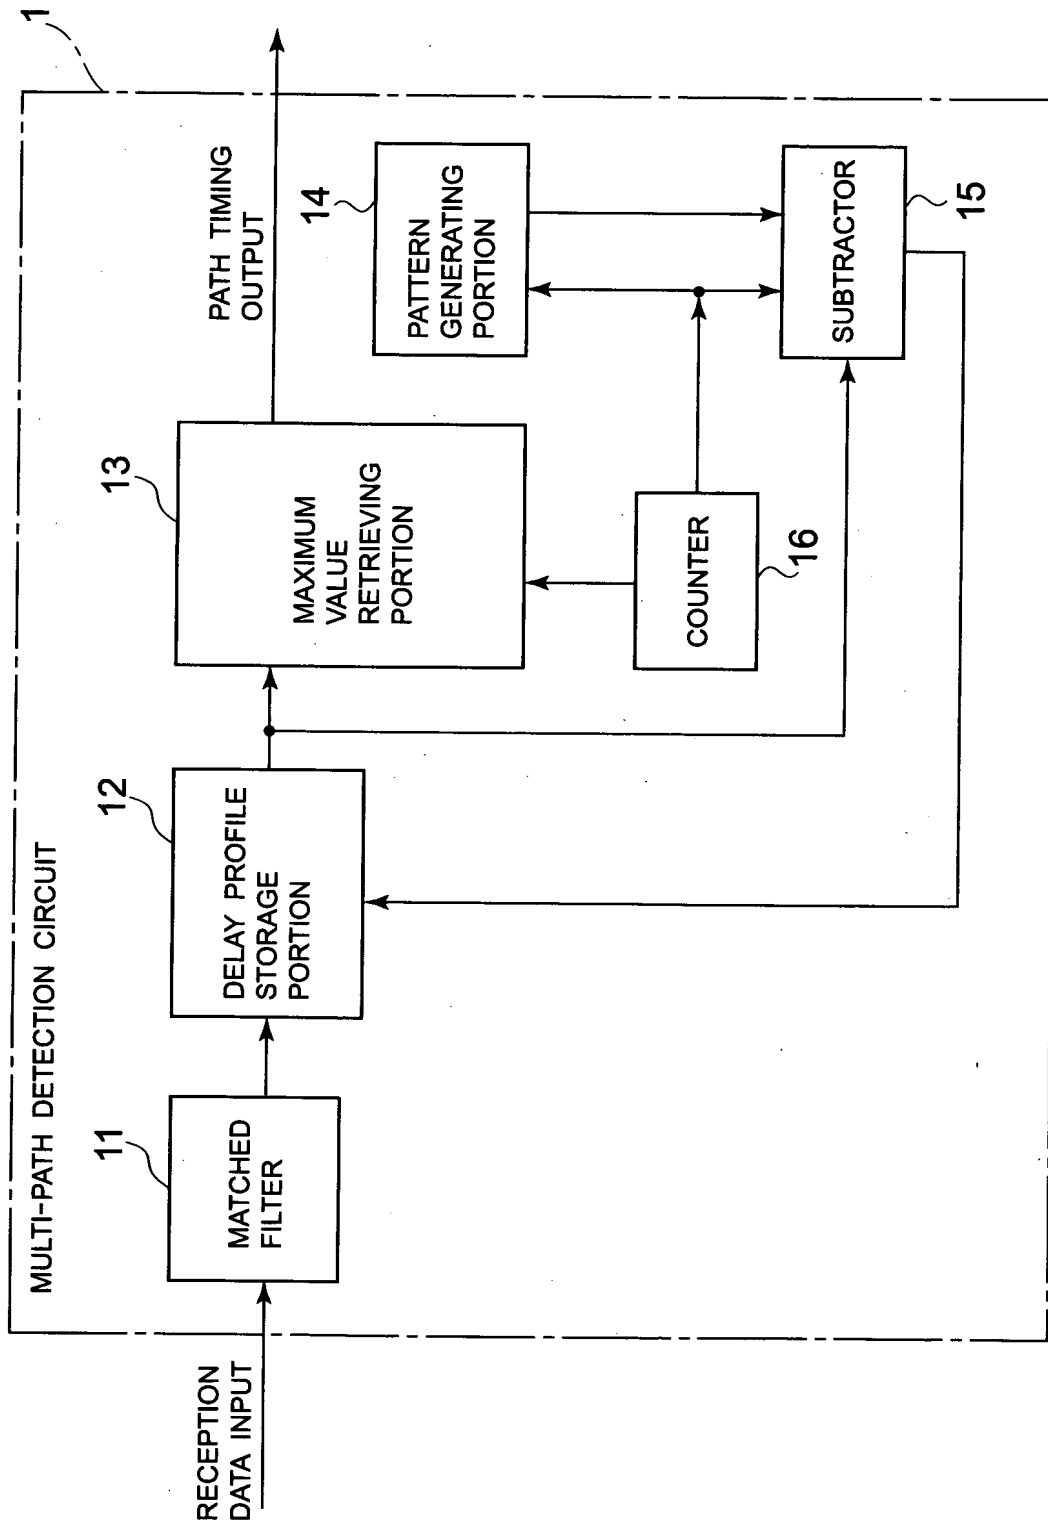 1
MULTI-PATH DETECTION CIRCUIT
RECEPTION
DATA INPUT
11
MATCHED
FILTER
12
DELAY PROFILE
STORAGE
PORTION
13
MAXIMUM
VALUE
RETRIEVING
PORTION
PATH TIMING
OUTPUT
14
PATTERN
GENERATING
PORTION
COUNTER
16
SUBTRACTOR
15